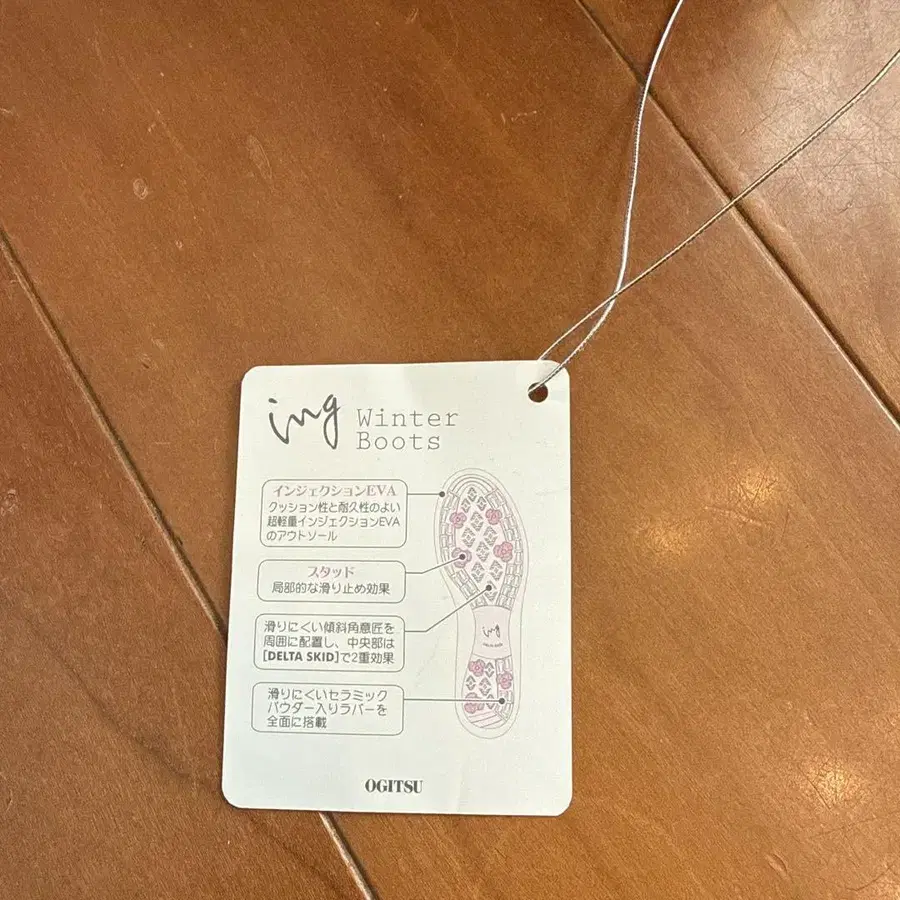 ing
Winter
Boots
インジェクションEVA
クッション性と耐久性のよい
超軽量インジェクションEVA
のアウトソール
スタッド
局部的な滑り止め効果
滑りにくい傾斜角意匠を
周囲に配置し、中央部は
[DELTA SKID]で2重効果
滑りにくいセラミック
パウダー入りラバーを
全面に搭載
ing
DELTA SKID
OGITSU